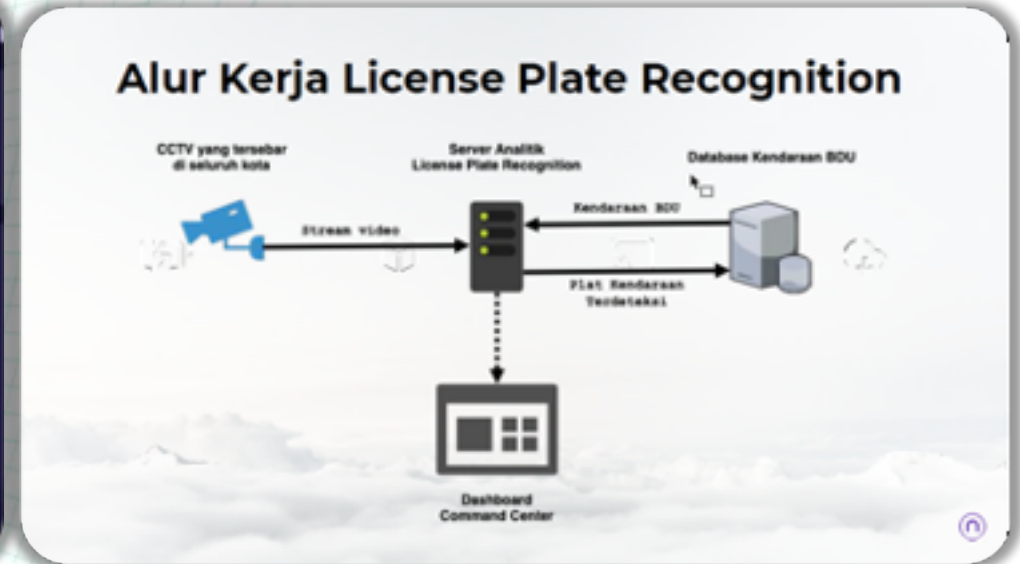 Alur Kerja License Plate Recognition
CCTV yang tersebar
di seluruh kota
Server Analitik
License Plate Recognition
Database Kendaraan BDU
Stream video
Kendaraan BDU
Plat Kendaraan
Terdeteksi
Dashboard
Command Center